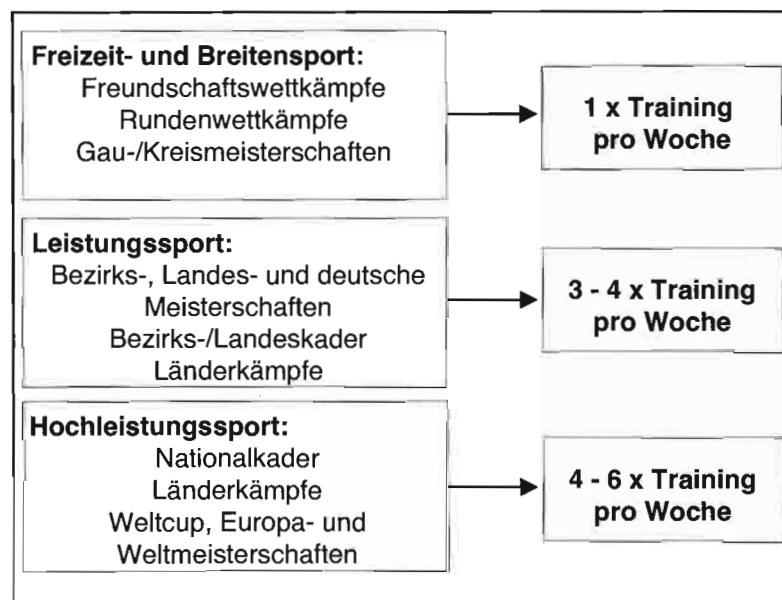 Freizeit- und Breitensport:
Freundschaftswettkämpfe
Rundenwettkämpfe
Gau-/Kreismeisterschaften
1 x Training
pro Woche
Leistungssport:
Bezirks-, Landes- und deutsche
Meisterschaften
Bezirks-/Landeskader
Länderkämpfe
3 - 4 x Training
pro Woche
Hochleistungssport:
Nationalkader
Länderkämpfe
Weltcup, Europa- und
Weltmeisterschaften
4 - 6 x Training
pro Woche